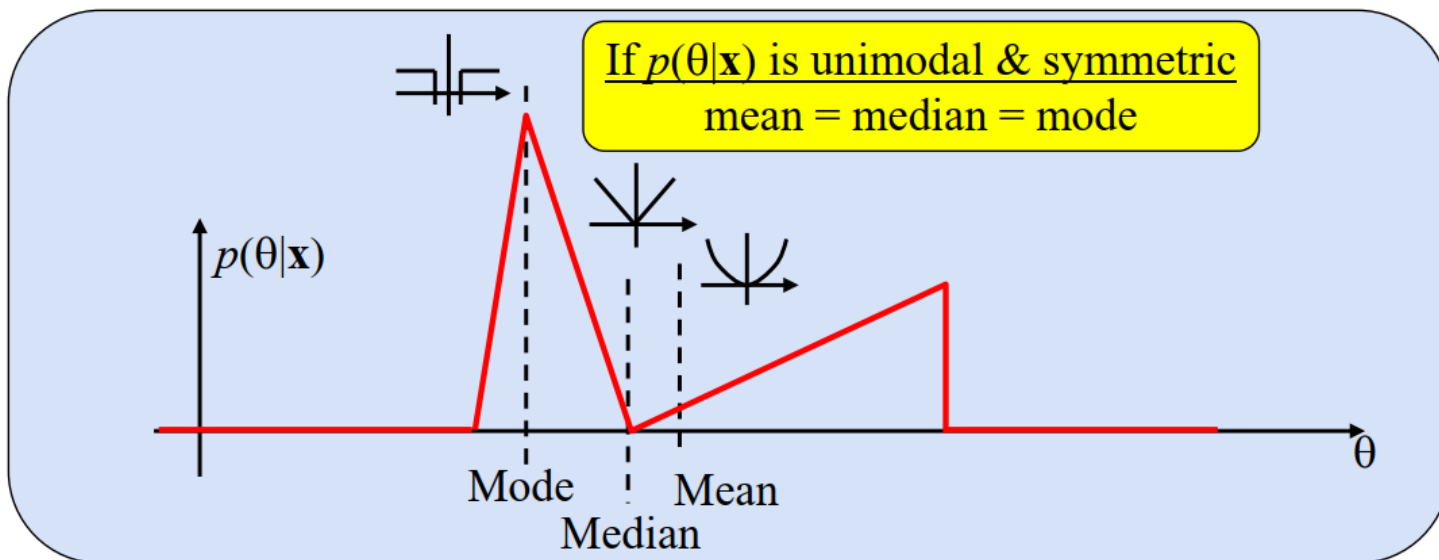 If p(θ|x) is unimodal & symmetric
mean = median = mode
p(θ|x)
θ
Mode
Mean
Median